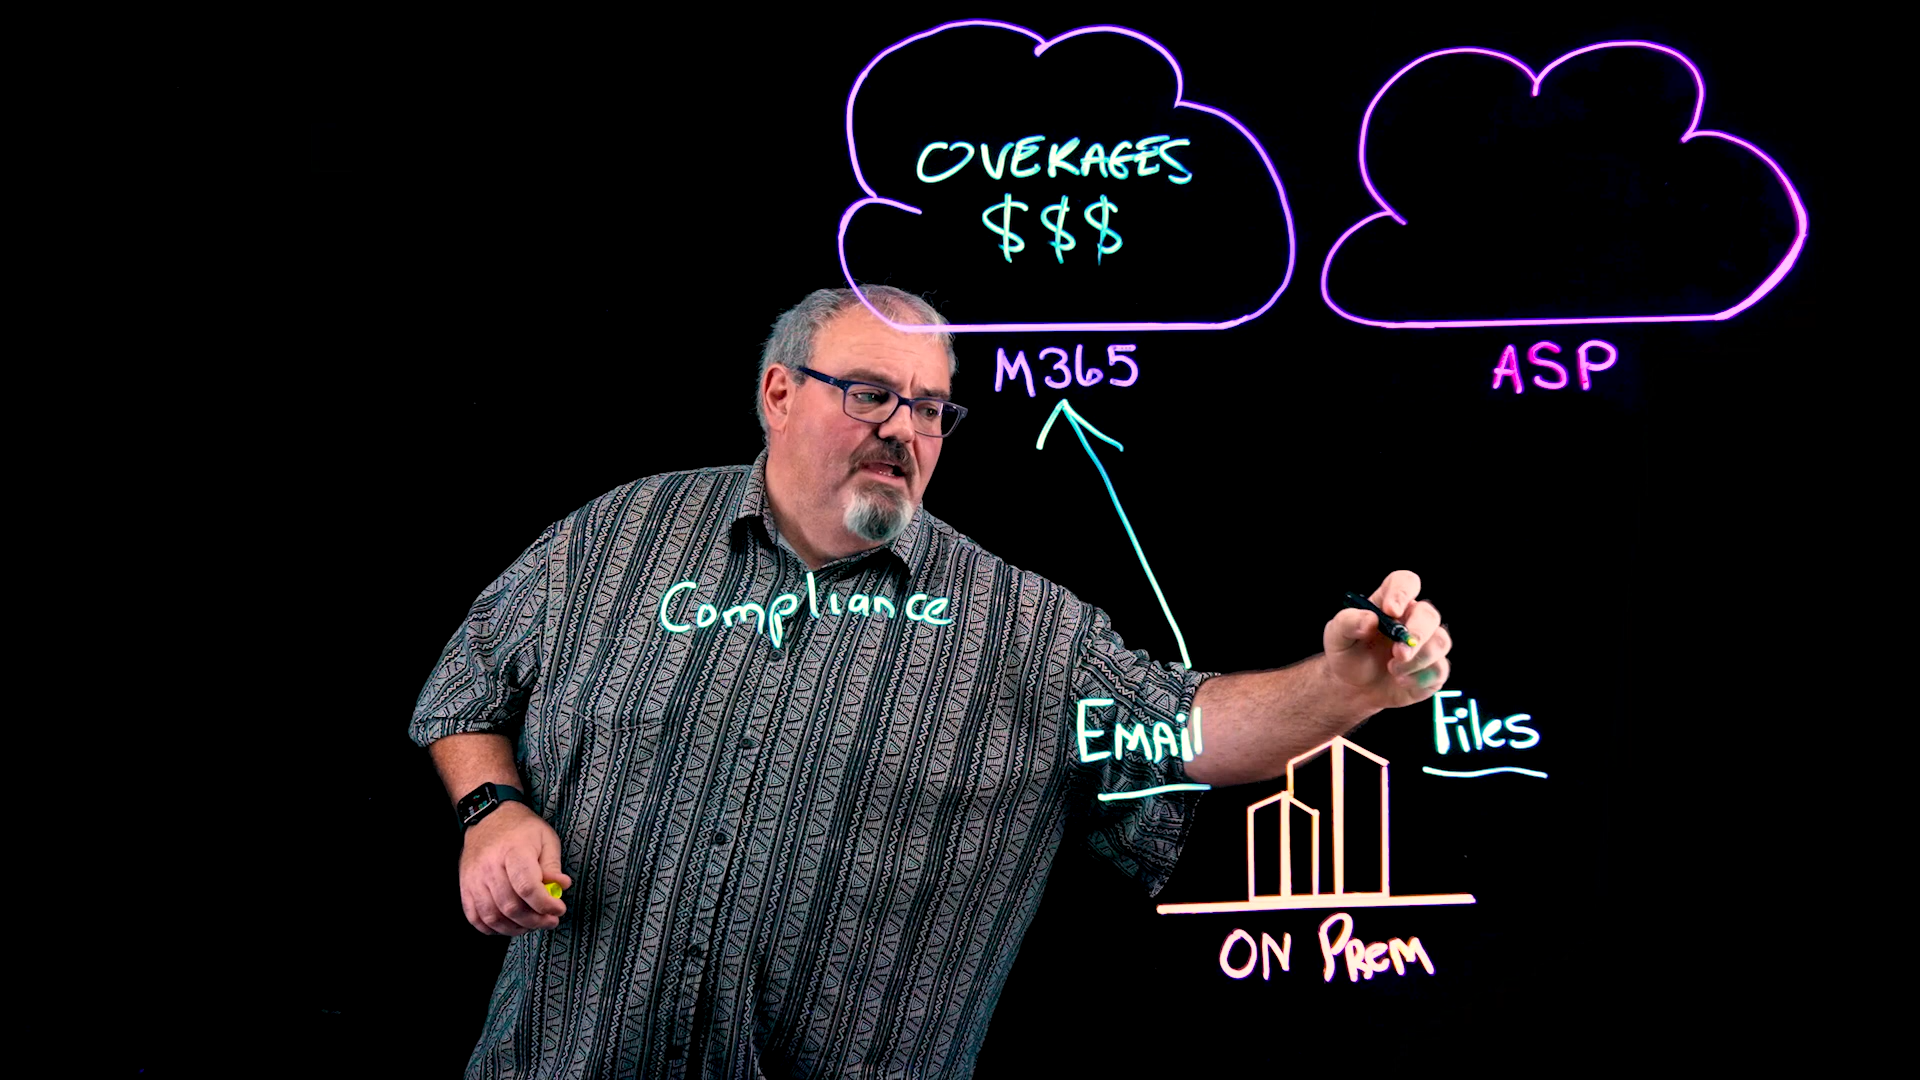 OVERAGES
$$$
M365
ASP
Compliance
Email
Files
ON PREM